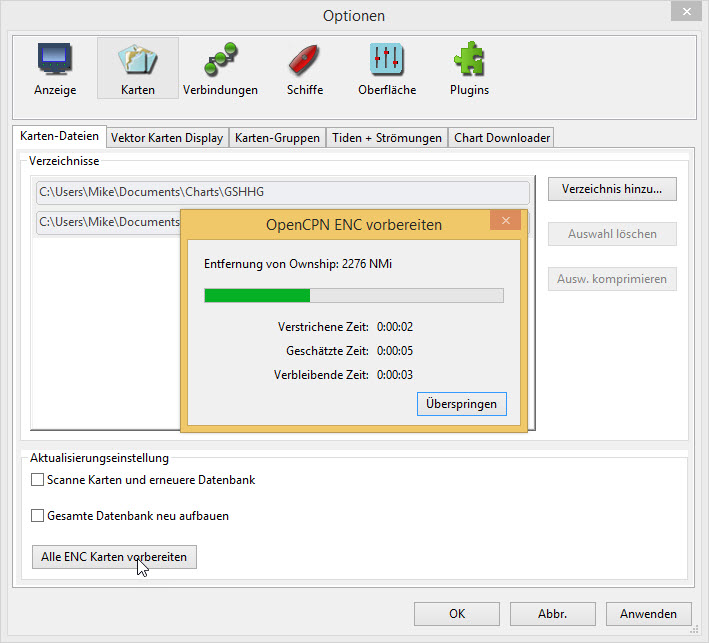 Optionen
Anzeige Karten Verbindungen Schiffe Oberfläche Plugins
Karten-Dateien Vektor Karten Display Karten-Gruppen Tiden + Strömungen Chart Downloader
Verzeichnisse
C:\Users\Mike\Documents\Charts\GSHHG
Verzeichnis hinzu...
C:\Users\Mike\Documents
OpenCPN ENC vorbereiten
Auswahl löschen
Entfernung von Ownship: 2276 NMi
Ausw. komprimieren
Verstrichene Zeit: 0:00:02
Geschätzte Zeit: 0:00:05
Verbleibende Zeit: 0:00:03
Überspringen
Aktualisierungseinstellung
Scanne Karten und erneuere Datenbank
Gesamte Datenbank neu aufbauen
Alle ENC Karten vorbereiten
OK Abbr. Anwenden